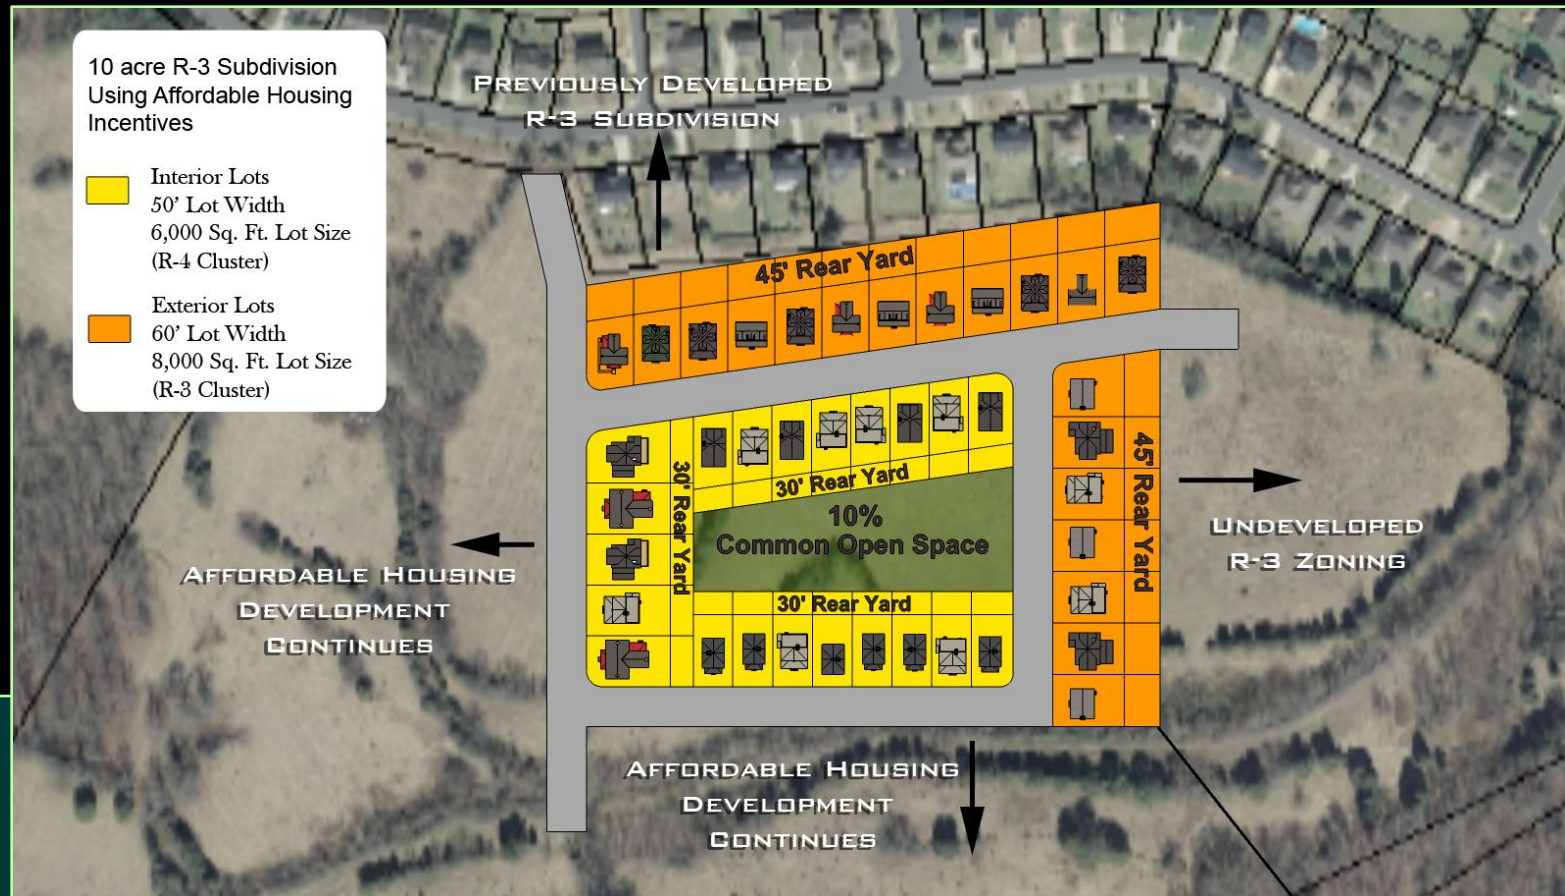 10 acre R-3 Subdivision
Using Affordable Housing
Incentives
Interior Lots
50' Lot Width
6,000 Sq. Ft. Lot Size
(R-4 Cluster)
Exterior Lots
60' Lot Width
8,000 Sq. Ft. Lot Size
(R-3 Cluster)
Previously Developed
R-3 Subdivision
45' Rear Yard
30' Rear Yard
30' Rear Yard
10%
Common Open Space
30' Rear Yard
45' Rear Yard
Undeveloped
R-3 Zoning
Affordable Housing
Development
Continues
Affordable Housing
Development
Continues